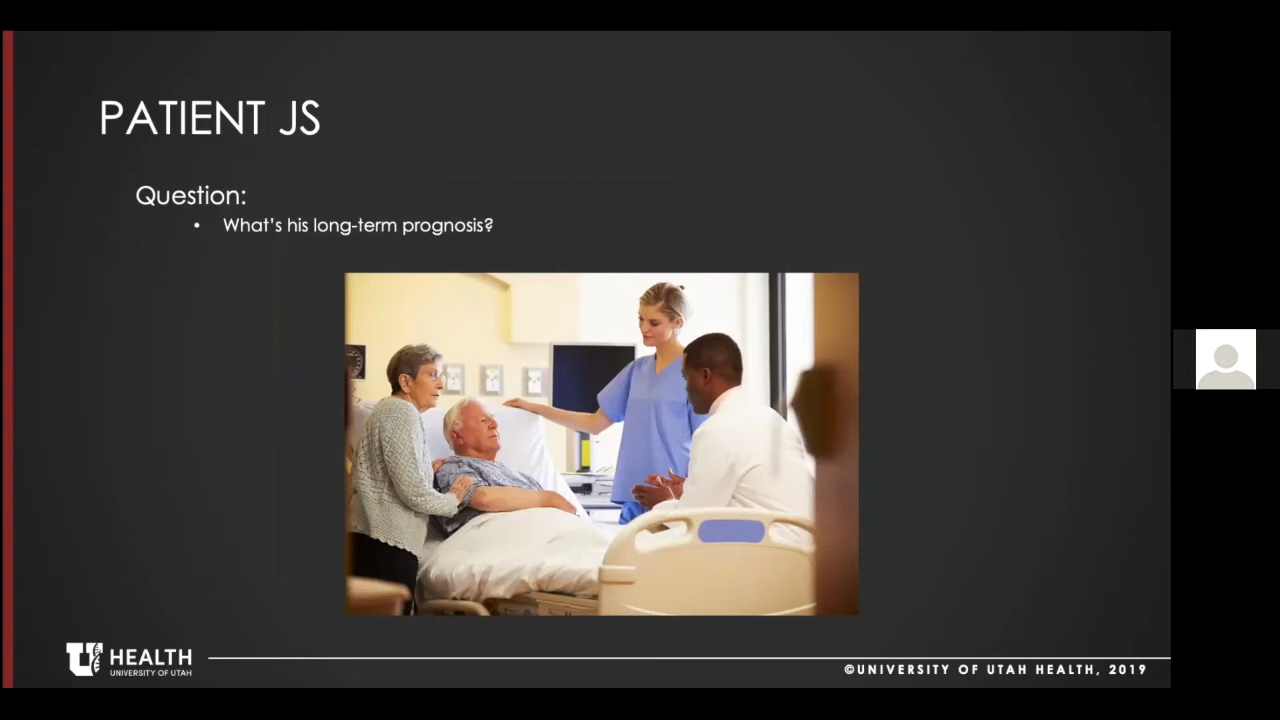 PATIENT JS
Question:
• What's his long-term prognosis?
HEALTH
UNIVERSITY OF UTAH
©UNIVERSITY OF UTAH HEALTH, 2019